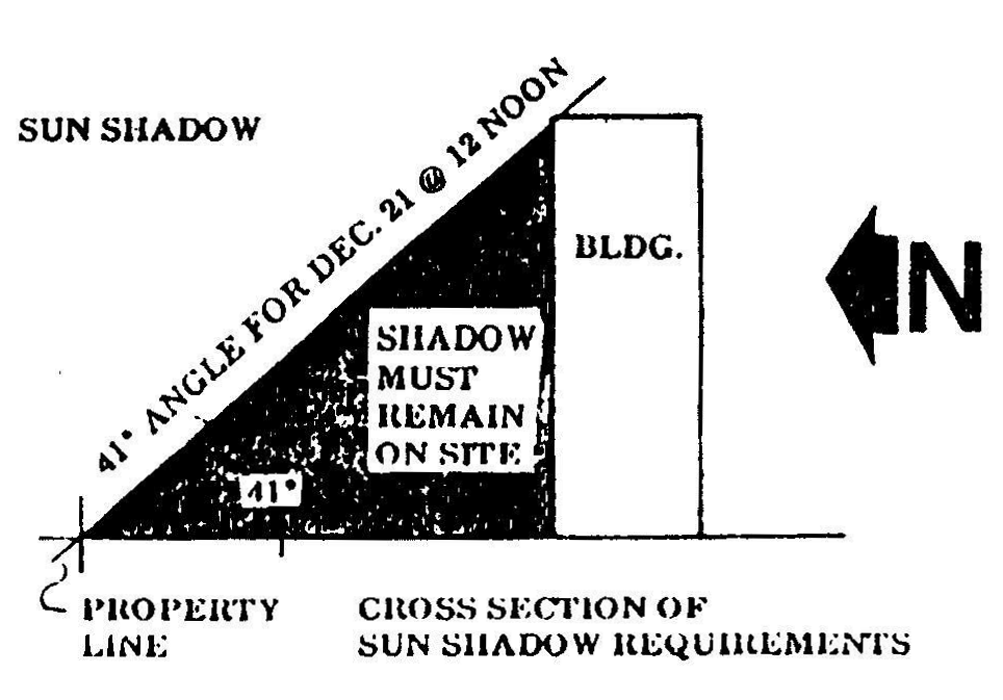 SUN SHADOW
41° ANGLE FOR DEC. 21 @ 12 NOON
BLDG.
N
SHADOW
MUST
REMAIN
ON SITE
41°
PROPERTY
LINE
CROSS SECTION OF
SUN SHADOW REQUIREMENTS